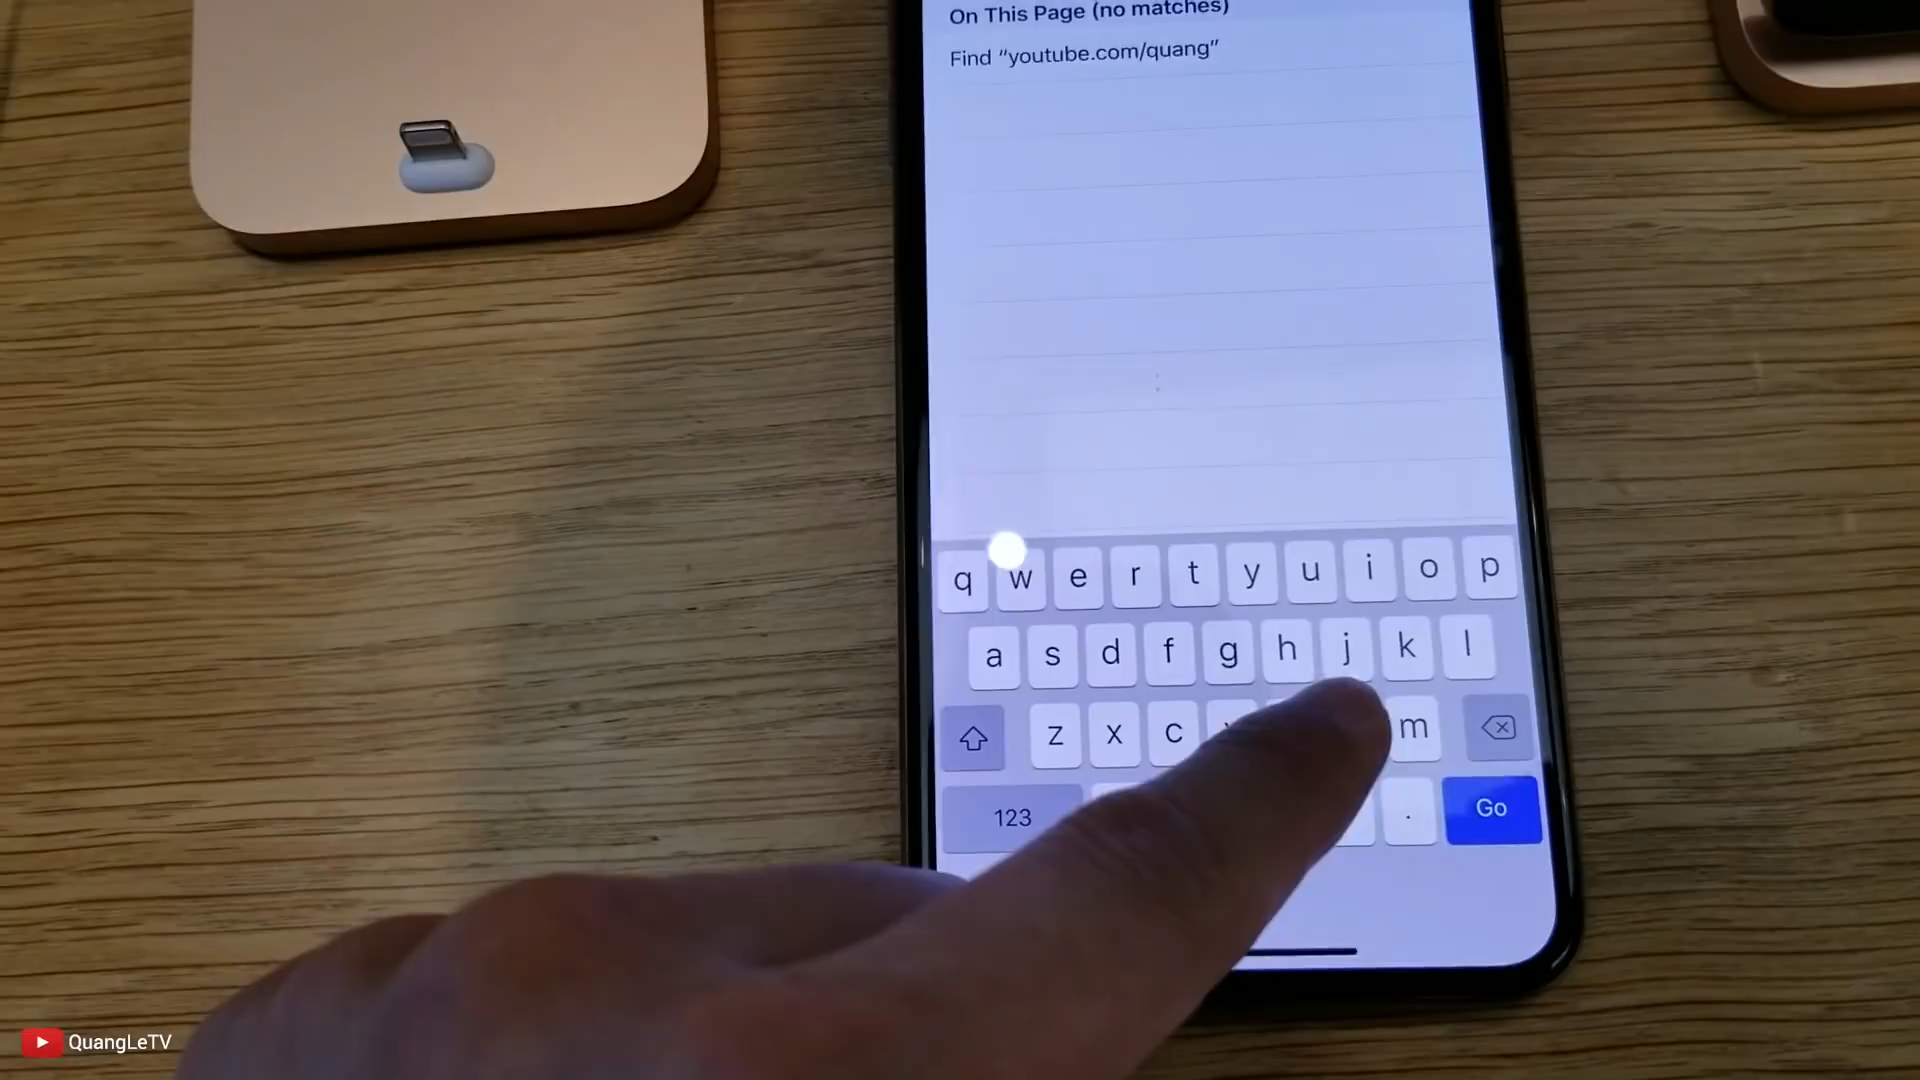 On This Page (no matches)
Find “youtube.com/quang”
q w e r t y u i o p
a s d f g h j k l
z x c m
123 . Go
QuangLeTV